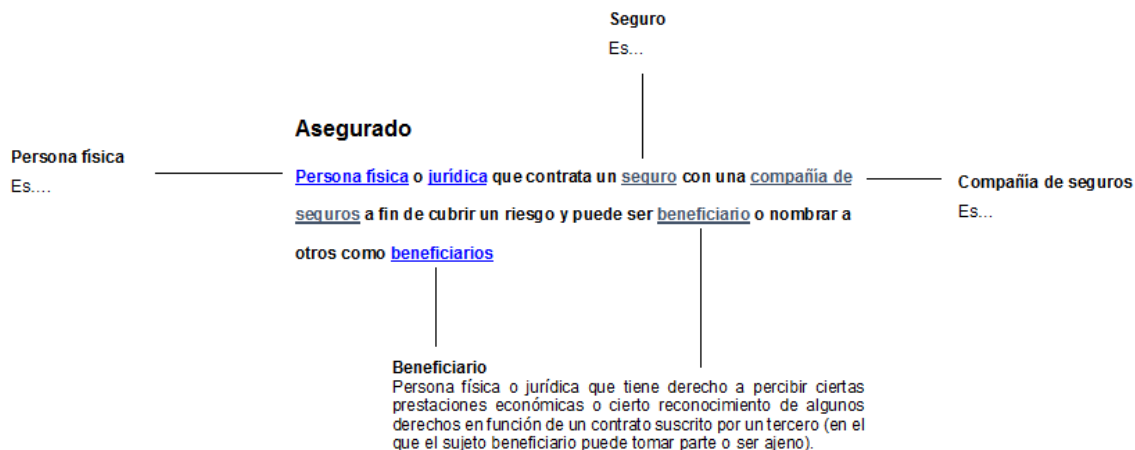 Seguro
Es...
Asegurado
Persona física
Es....
Persona física o jurídica que contrata un seguro con una compañía de
seguros a fin de cubrir un riesgo y puede ser beneficiario o nombrar a
otros como beneficiarios
Compañía de seguros
Es...
Beneficiario
Persona física o jurídica que tiene derecho a percibir ciertas
prestaciones económicas o cierto reconocimiento de algunos
derechos en función de un contrato suscrito por un tercero (en el
que el sujeto beneficiario puede tomar parte o ser ajeno).